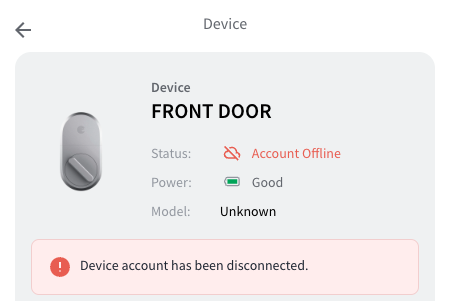 Device
Device
FRONT DOOR
Status: Account Offline
Power: Good
Model: Unknown
Device account has been disconnected.